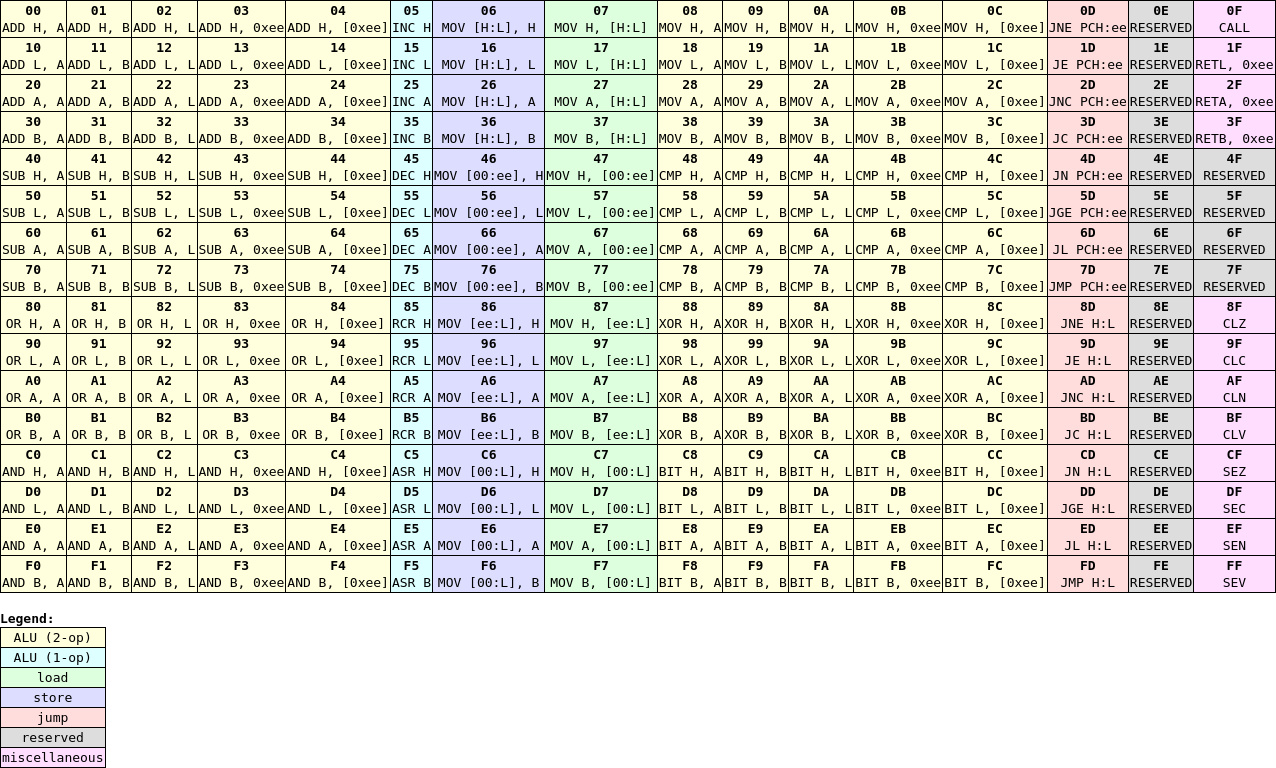 00 01 02 03 04 05 06 07 08 09 0A 0B 0C 0D 0E 0F
ADD H, A ADD H, B ADD H, L ADD H, 0xee ADD H, [0xee] INC H MOV [H:L], H MOV H, [H:L] MOV H, A MOV H, B MOV H, L MOV H, 0xee MOV H, [0xee] JNE PCH:ee RESERVED CALL
10 11 12 13 14 15 16 17 18 19 1A 1B 1C 1D 1E 1F
ADD L, A ADD L, B ADD L, L ADD L, 0xee ADD L, [0xee] INC L MOV [H:L], L MOV L, [H:L] MOV L, A MOV L, B MOV L, L MOV L, 0xee MOV L, [0xee] JE PCH:ee RESERVED RETL, 0xee
20 21 22 23 24 25 26 27 28 29 2A 2B 2C 2D 2E 2F
ADD A, A ADD A, B ADD A, L ADD A, 0xee ADD A, [0xee] INC A MOV [H:L], A MOV A, [H:L] MOV A, A MOV A, B MOV A, L MOV A, 0xee MOV A, [0xee] JNC PCH:ee RESERVED RETA, 0xee
30 31 32 33 34 35 36 37 38 39 3A 3B 3C 3D 3E 3F
ADD B, A ADD B, B ADD B, L ADD B, 0xee ADD B, [0xee] INC B MOV [H:L], B MOV B, [H:L] MOV B, A MOV B, B MOV B, L MOV B, 0xee MOV B, [0xee] JC PCH:ee RESERVED RETB, 0xee
40 41 42 43 44 45 46 47 48 49 4A 4B 4C 4D 4E 4F
SUB H, A SUB H, B SUB H, L SUB H, 0xee SUB H, [0xee] DEC H MOV [00:ee], H MOV H, [00:ee] CMP H, A CMP H, B CMP H, L CMP H, 0xee CMP H, [0xee] JN PCH:ee RESERVED RESERVED
50 51 52 53 54 55 56 57 58 59 5A 5B 5C 5D 5E 5F
SUB L, A SUB L, B SUB L, L SUB L, 0xee SUB L, [0xee] DEC L MOV [00:ee], L MOV L, [00:ee] CMP L, A CMP L, B CMP L, L CMP L, 0xee CMP L, [0xee] JGE PCH:ee RESERVED RESERVED
60 61 62 63 64 65 66 67 68 69 6A 6B 6C 6D 6E 6F
SUB A, A SUB A, B SUB A, L SUB A, 0xee SUB A, [0xee] DEC A MOV [00:ee], A MOV A, [00:ee] CMP A, A CMP A, B CMP A, L CMP A, 0xee CMP A, [0xee] JL PCH:ee RESERVED RESERVED
70 71 72 73 74 75 76 77 78 79 7A 7B 7C 7D 7E 7F
SUB B, A SUB B, B SUB B, L SUB B, 0xee SUB B, [0xee] DEC B MOV [00:ee], B MOV B, [00:ee] CMP B, A CMP B, B CMP B, L CMP B, 0xee CMP B, [0xee] JMP PCH:ee RESERVED RESERVED
80 81 82 83 84 85 86 87 88 89 8A 8B 8C 8D 8E 8F
OR H, A OR H, B OR H, L OR H, 0xee OR H, [0xee] RCR H MOV [ee:L], H MOV H, [ee:L] XOR H, A XOR H, B XOR H, L XOR H, 0xee XOR H, [0xee] JNE H:L RESERVED CLZ
90 91 92 93 94 95 96 97 98 99 9A 9B 9C 9D 9E 9F
OR L, A OR L, B OR L, L OR L, 0xee OR L, [0xee] RCR L MOV [ee:L], L MOV L, [ee:L] XOR L, A XOR L, B XOR L, L XOR L, 0xee XOR L, [0xee] JE H:L RESERVED CLC
A0 A1 A2 A3 A4 A5 A6 A7 A8 A9 AA AB AC AD AE AF
OR A, A OR A, B OR A, L OR A, 0xee OR A, [0xee] RCR A MOV [ee:L], A MOV A, [ee:L] XOR A, A XOR A, B XOR A, L XOR A, 0xee XOR A, [0xee] JNC H:L RESERVED CLN
B0 B1 B2 B3 B4 B5 B6 B7 B8 B9 BA BB BC BD BE BF
OR B, A OR B, B OR B, L OR B, 0xee OR B, [0xee] RCR B MOV [ee:L], B MOV B, [ee:L] XOR B, A XOR B, B XOR B, L XOR B, 0xee XOR B, [0xee] JC H:L RESERVED CLV
C0 C1 C2 C3 C4 C5 C6 C7 C8 C9 CA CB CC CD CE CF
AND H, A AND H, B AND H, L AND H, 0xee AND H, [0xee] ASR H MOV [00:L], H MOV H, [00:L] BIT H, A BIT H, B BIT H, L BIT H, 0xee BIT H, [0xee] JN H:L RESERVED SEZ
D0 D1 D2 D3 D4 D5 D6 D7 D8 D9 DA DB DC DD DE DF
AND L, A AND L, B AND L, L AND L, 0xee AND L, [0xee] ASR L MOV [00:L], L MOV L, [00:L] BIT L, A BIT L, B BIT L, L BIT L, 0xee BIT L, [0xee] JGE H:L RESERVED SEC
E0 E1 E2 E3 E4 E5 E6 E7 E8 E9 EA EB EC ED EE EF
AND A, A AND A, B AND A, L AND A, 0xee AND A, [0xee] ASR A MOV [00:L], A MOV A, [00:L] BIT A, A BIT A, B BIT A, L BIT A, 0xee BIT A, [0xee] JL H:L RESERVED SEN
F0 F1 F2 F3 F4 F5 F6 F7 F8 F9 FA FB FC FD FE FF
AND B, A AND B, B AND B, L AND B, 0xee AND B, [0xee] ASR B MOV [00:L], B MOV B, [00:L] BIT B, A BIT B, B BIT B, L BIT B, 0xee BIT B, [0xee] JMP H:L RESERVED SEV
Legend:
ALU (2-op)
ALU (1-op)
load
store
jump
reserved
miscellaneous